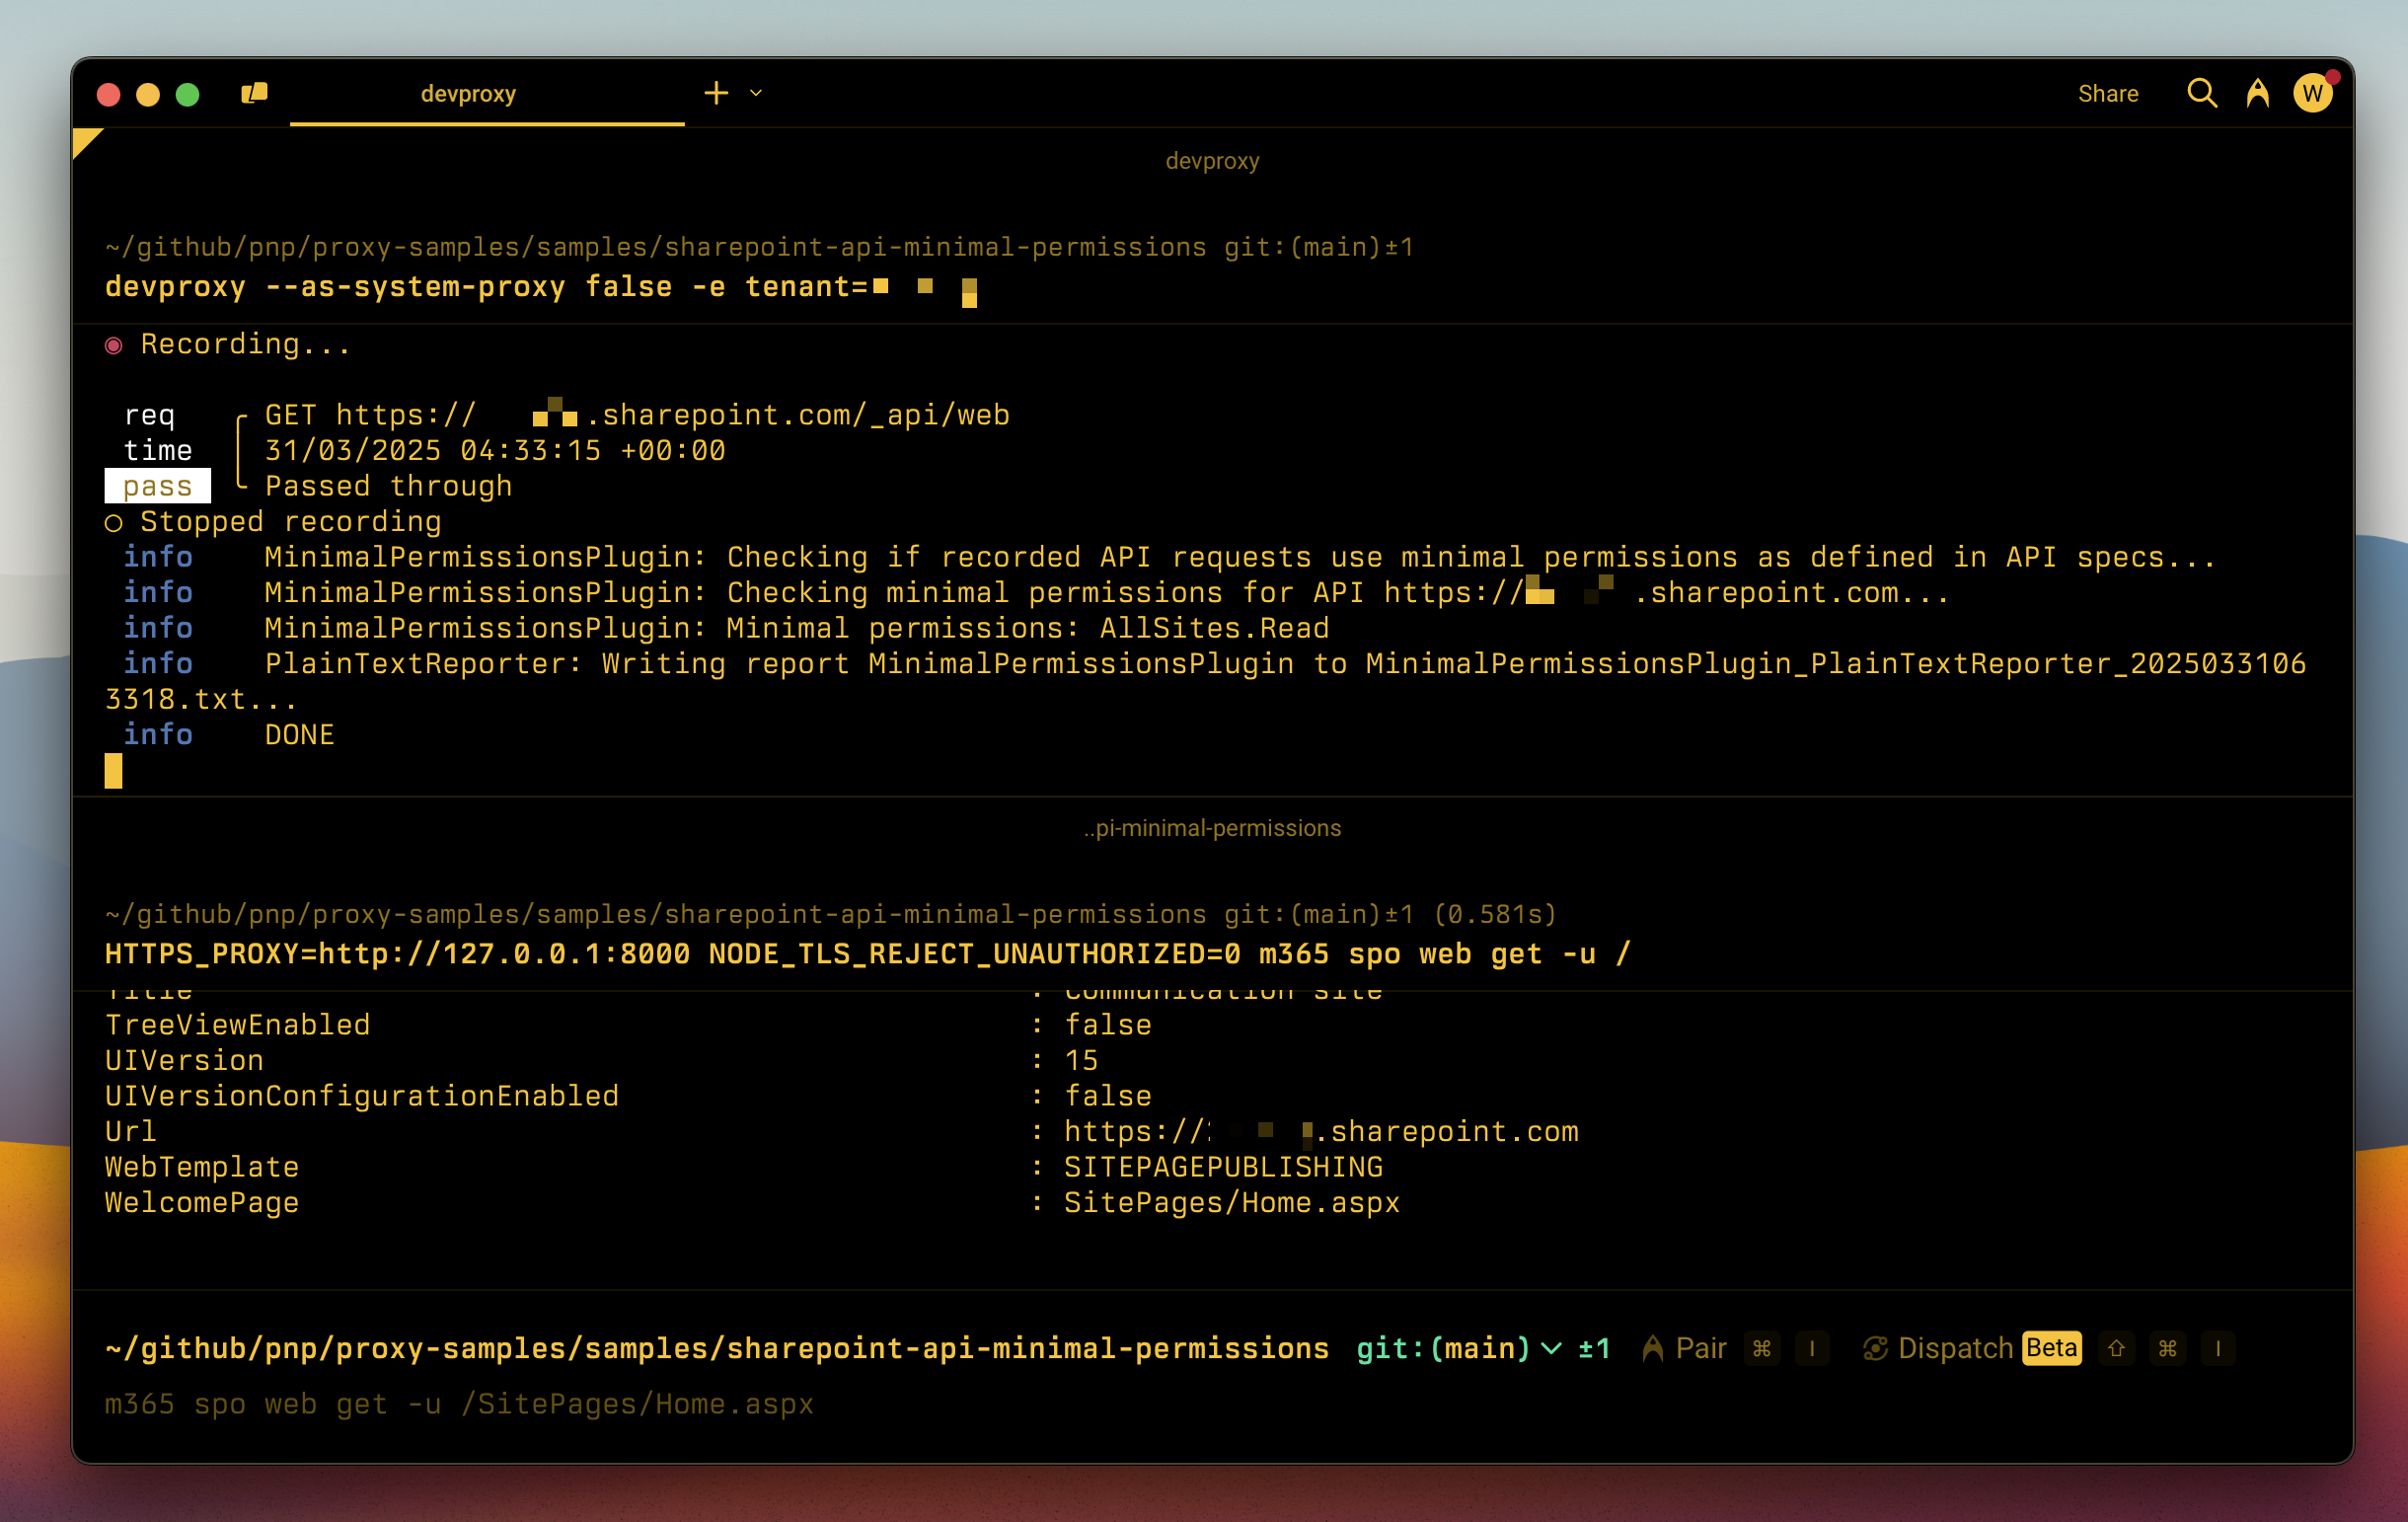 devproxy
Share
W
devproxy
~/github/pnp/proxy-samples/samples/sharepoint-api-minimal-permissions git:(main)±1
devproxy --as-system-proxy false -e tenant=
◉ Recording...
req GET https:// .sharepoint.com/_api/web
time 31/03/2025 04:33:15 +00:00
pass Passed through
○ Stopped recording
info MinimalPermissionsPlugin: Checking if recorded API requests use minimal permissions as defined in API specs...
info MinimalPermissionsPlugin: Checking minimal permissions for API https:// .sharepoint.com...
info MinimalPermissionsPlugin: Minimal permissions: AllSites.Read
info PlainTextReporter: Writing report MinimalPermissionsPlugin to MinimalPermissionsPlugin_PlainTextReporter_2025033106
3318.txt...
info DONE
..pi-minimal-permissions
~/github/pnp/proxy-samples/samples/sharepoint-api-minimal-permissions git:(main)±1 (0.581s)
HTTPS_PROXY=http://127.0.0.1:8000 NODE_TLS_REJECT_UNAUTHORIZED=0 m365 spo web get -u /
Title : Communication site
TreeViewEnabled : false
UIVersion : 15
UIVersionConfigurationEnabled : false
Url : https:// .sharepoint.com
WebTemplate : SITEPAGEPUBLISHING
WelcomePage : SitePages/Home.aspx
~/github/pnp/proxy-samples/samples/sharepoint-api-minimal-permissions git:(main) ±1 Pair ⌘ I Dispatch Beta ⇧ ⌘ I
m365 spo web get -u /SitePages/Home.aspx